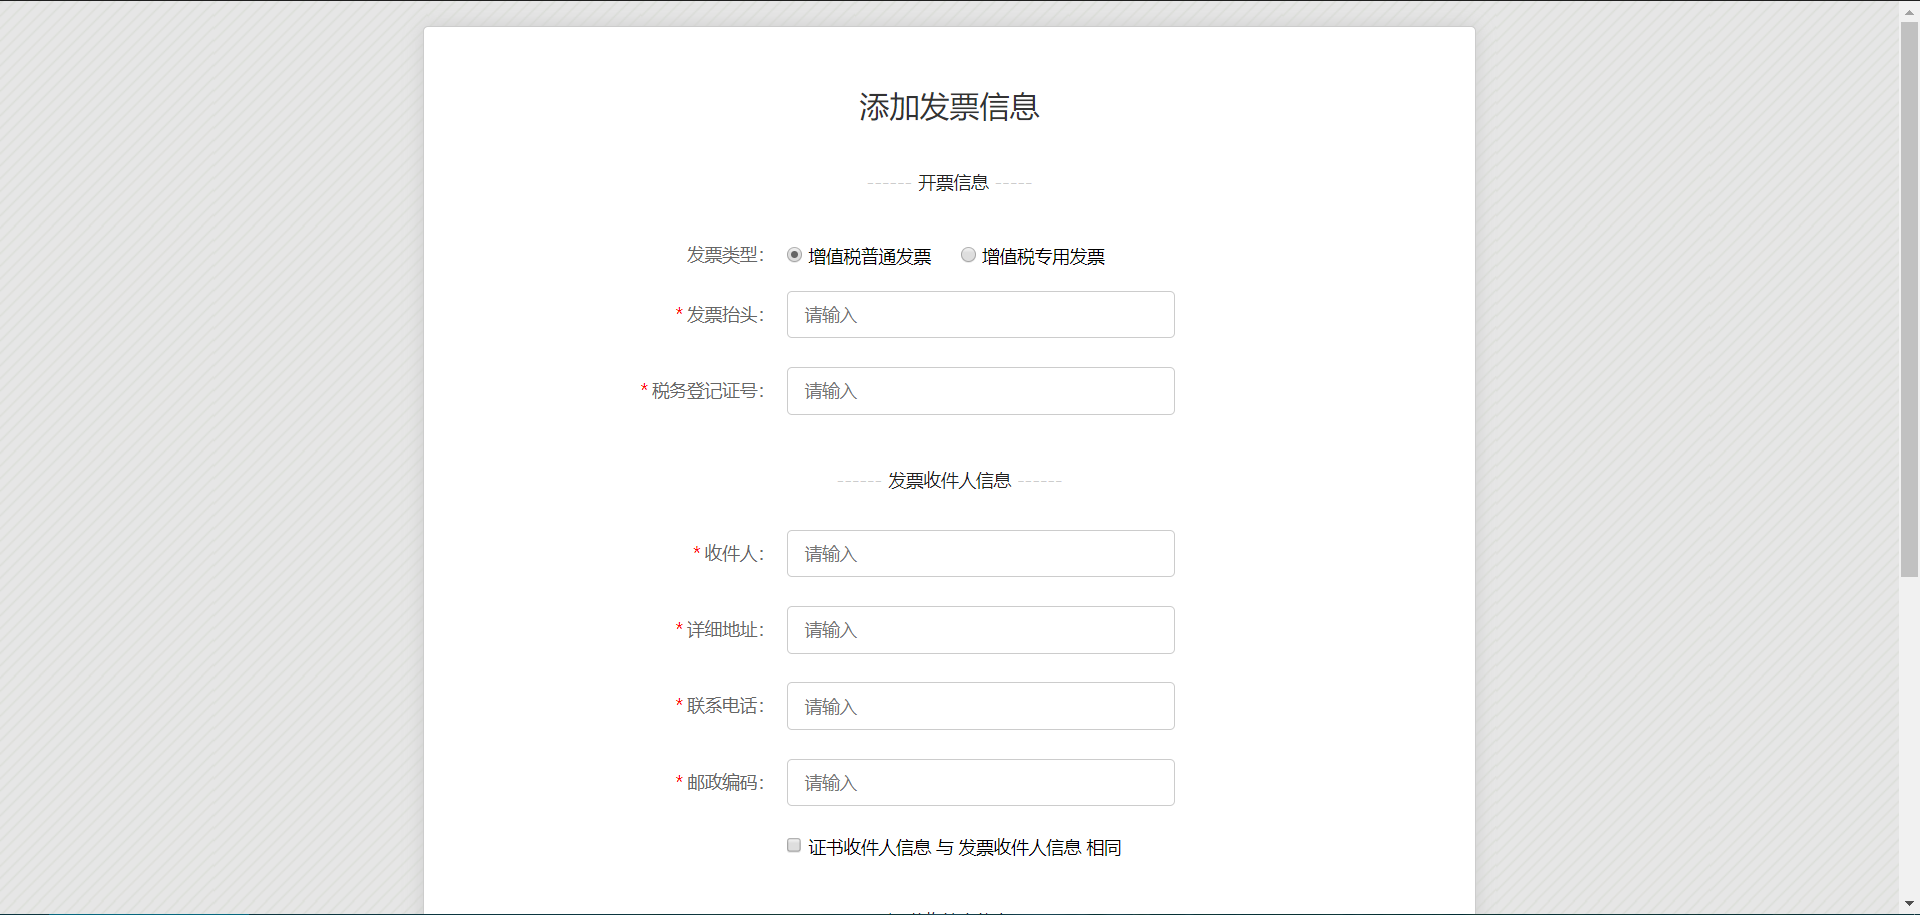 添加发票信息
------ 开票信息 -----
发票类型： 增值税普通发票 增值税专用发票
* 发票抬头： 请输入
* 税务登记证号： 请输入
------ 发票收件人信息 ------
* 收件人： 请输入
* 详细地址： 请输入
* 联系电话： 请输入
* 邮政编码： 请输入
证书收件人信息 与 发票收件人信息 相同